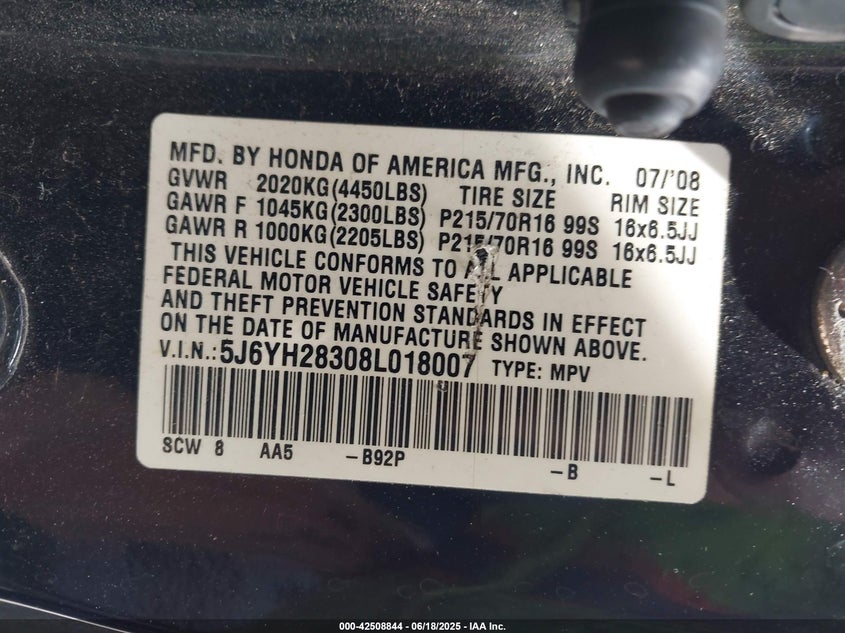 MFD. BY HONDA OF AMERICA MFG., INC. 07/'08
GVWR 2020KG(4450LBS) TIRE SIZE RIM SIZE
GAWR F 1045KG(2300LBS) P215/70R16 99S 16x6.5JJ
GAWR R 1000KG(2205LBS) P215/70R16 99S 16x6.5JJ
THIS VEHICLE CONFORMS TO ALL APPLICABLE
FEDERAL MOTOR VEHICLE SAFETY
AND THEFT PREVENTION STANDARDS IN EFFECT
ON THE DATE OF MANUFACTURE SHOWN ABOVE.
V.I.N.: 5J6YH28308L018007 TYPE: MPV
SCW 8 AA5 -B92P -B -L
000-42508844 - 06/18/2025 - IAA Inc.